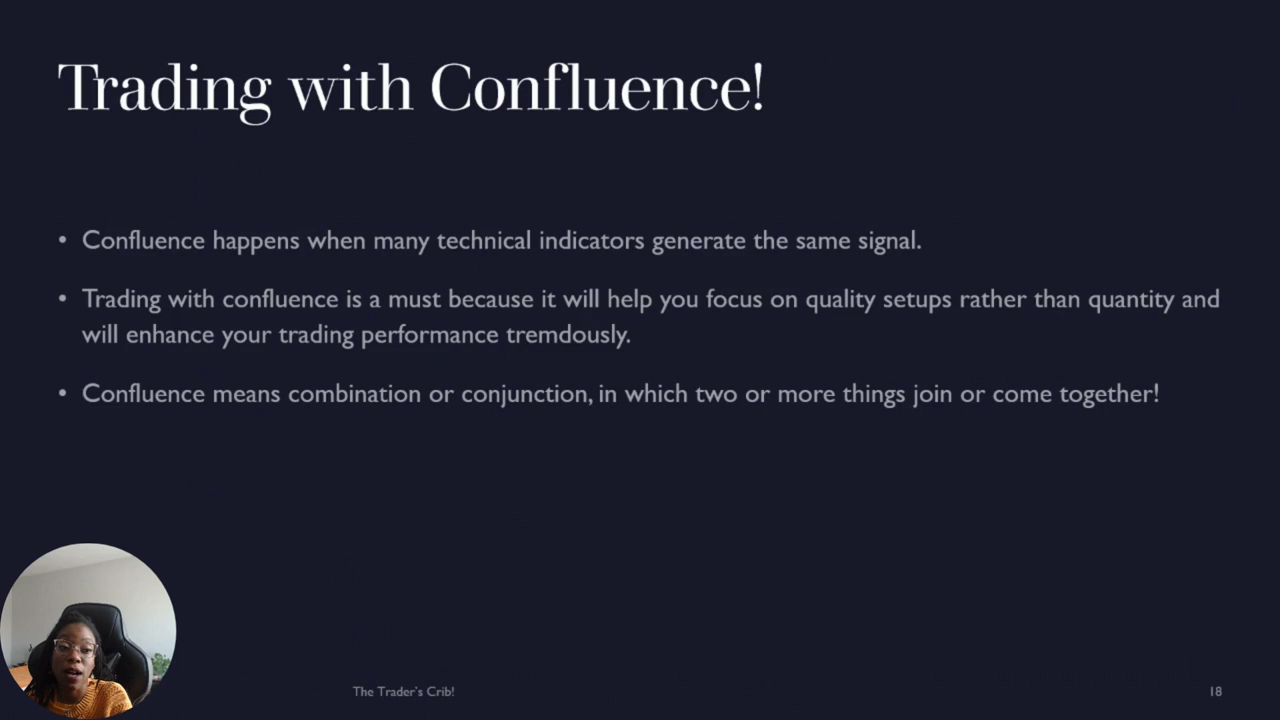 Trading with Confluence!
• Confluence happens when many technical indicators generate the same signal.
• Trading with confluence is a must because it will help you focus on quality setups rather than quantity and
will enhance your trading performance tremdously.
• Confluence means combination or conjunction, in which two or more things join or come together!
The Trader's Crib!
18